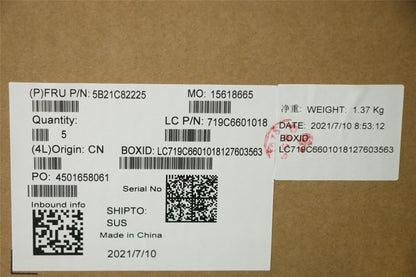 (P)FRU P/N: 5B21C82225
MO: 15618665
Quantity:
5
LC P/N: 719C6601018
(4L)Origin: CN
BOXID: LC719C6601018127603563
PO: 4501658061
Serial No
Inbound info
SHIPTO:
SUS
Made in China
2021/7/10
净重: WEIGHT: 1.37 Kg
DATE: 2021/7/10 8:53:12
BOXID
LC719C6601018127603563